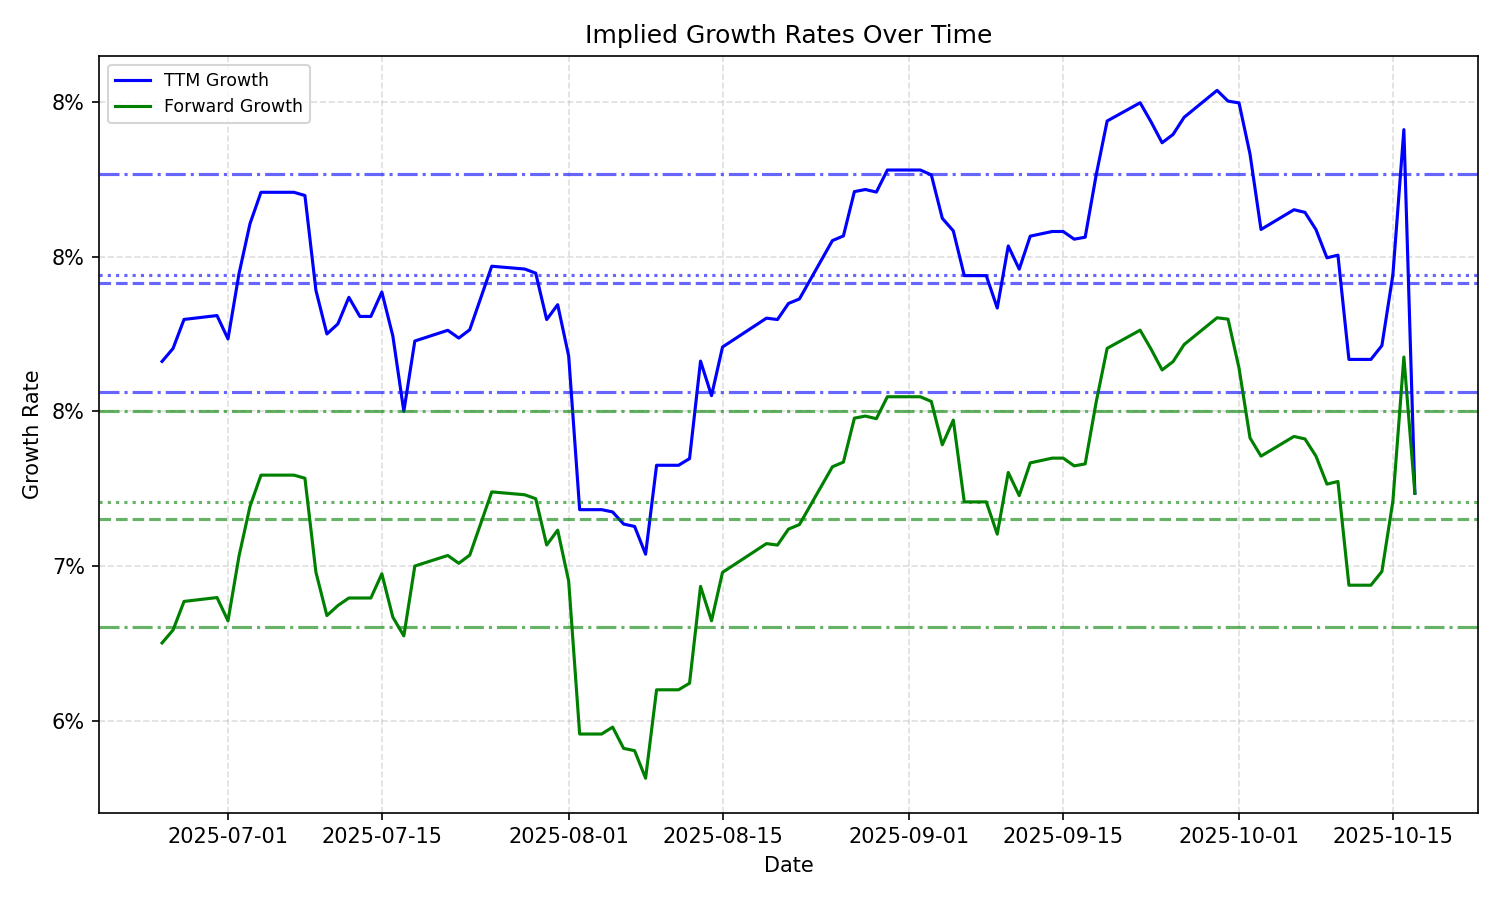 Implied Growth Rates Over Time
TTM Growth
Forward Growth
8%
8%
8%
7%
6%
Growth Rate
2025-07-01
2025-07-15
2025-08-01
2025-08-15
2025-09-01
2025-09-15
2025-10-01
2025-10-15
Date